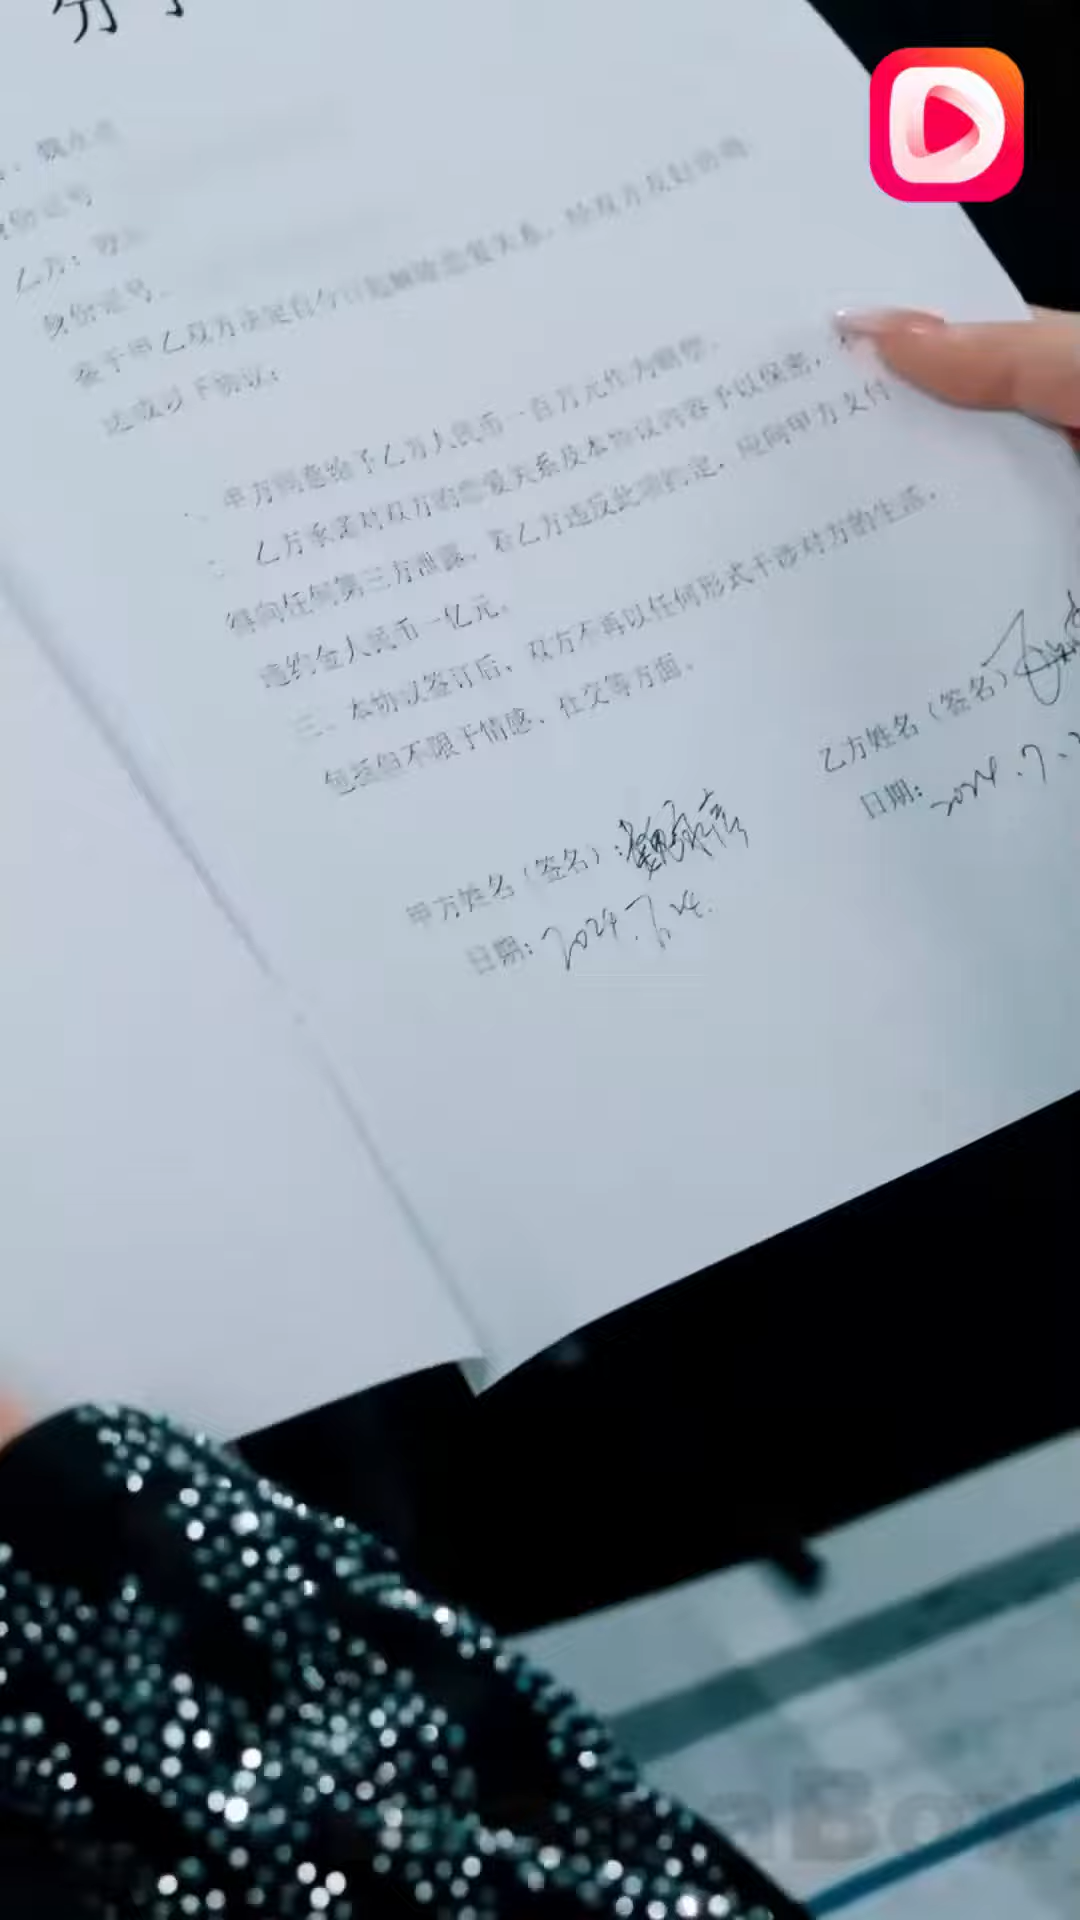 分手
身份证号
乙方：
身份证号
鉴于甲乙双方决定自今日起解除恋爱关系，经双方友好协商，
达成以下协议：
一、甲方同意给予乙方人民币一百万元作为赔偿。
二、乙方承诺对双方的恋爱关系及本协议内容予以保密，不
得向任何第三方泄露。若乙方违反此项约定，应向甲方支付
违约金人民币一亿元。
三、本协议签订后，双方不再以任何形式干涉对方的生活，
包括但不限于情感、社交等方面。
乙方姓名（签名）
日期：2024.7.
甲方姓名（签名）：魏永信
日期：2024.7.